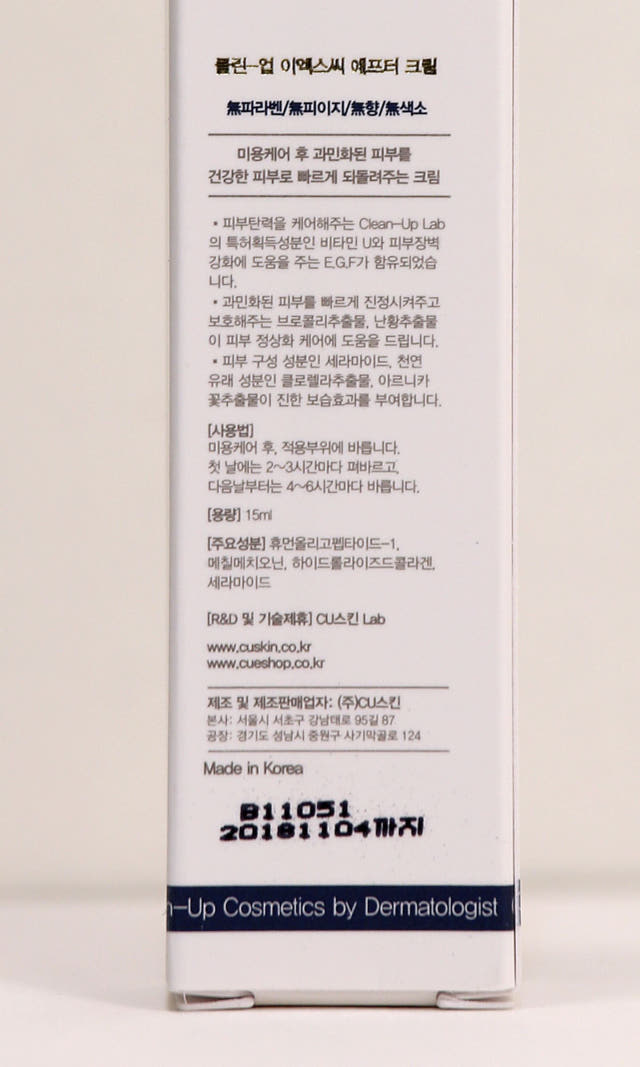 클린-업 이엑스씨 애프터 크림
無파라벤/無피이지/無향/無색소
미용케어 후 과민화된 피부를
건강한 피부로 빠르게 되돌려주는 크림
• 피부탄력을 케어해주는 Clean-Up Lab
의 특허획득성분인 비타민 U와 피부장벽
강화에 도움을 주는 E.G.F가 함유되었습
니다.
• 과민화된 피부를 빠르게 진정시켜주고
보호해주는 브로콜리추출물, 난황추출물
이 피부 정상화 케어에 도움을 드립니다.
• 피부 구성 성분인 세라마이드, 천연
유래 성분인 클로렐라추출물, 아르니카
꽃추출물이 진한 보습효과를 부여합니다.
[사용법]
미용케어 후, 적용부위에 바릅니다.
첫 날에는 2~3시간마다 펴바르고,
다음날부터는 4~6시간마다 바릅니다.
[용량] 15ml
[주요성분] 휴먼올리고펩타이드-1,
메칠메치오닌, 하이드롤라이즈드콜라겐,
세라마이드
[R&D 및 기술제휴] CU스킨 Lab
www.cuskin.co.kr
www.cueshop.co.kr
제조 및 제조판매업자: (주)CU스킨
본사: 서울시 서초구 강남대로 95길 87
공장: 경기도 성남시 중원구 사기막골로 124
Made in Korea
B11051
20181104까지
n-Up Cosmetics by Dermatologist